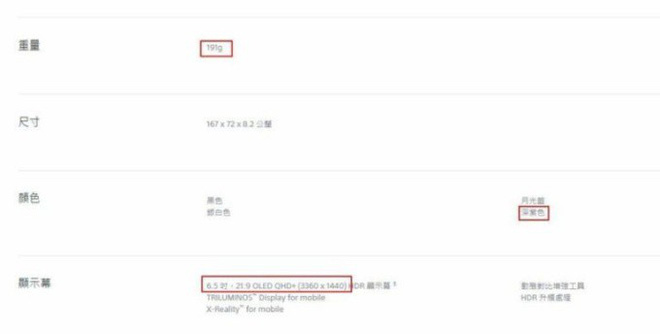 重量
191g
尺寸
167 x 72 x 8.2 公釐
顏色
黑色
銀白色
月光藍
深紫色
顯示幕
6.5 吋，21:9 OLED QHD+ (3360 x 1440) HDR 顯示幕 5
TRILUMINOS™ Display for mobile
X-Reality™ for mobile
動態對比增強工具
HDR 升頻處理